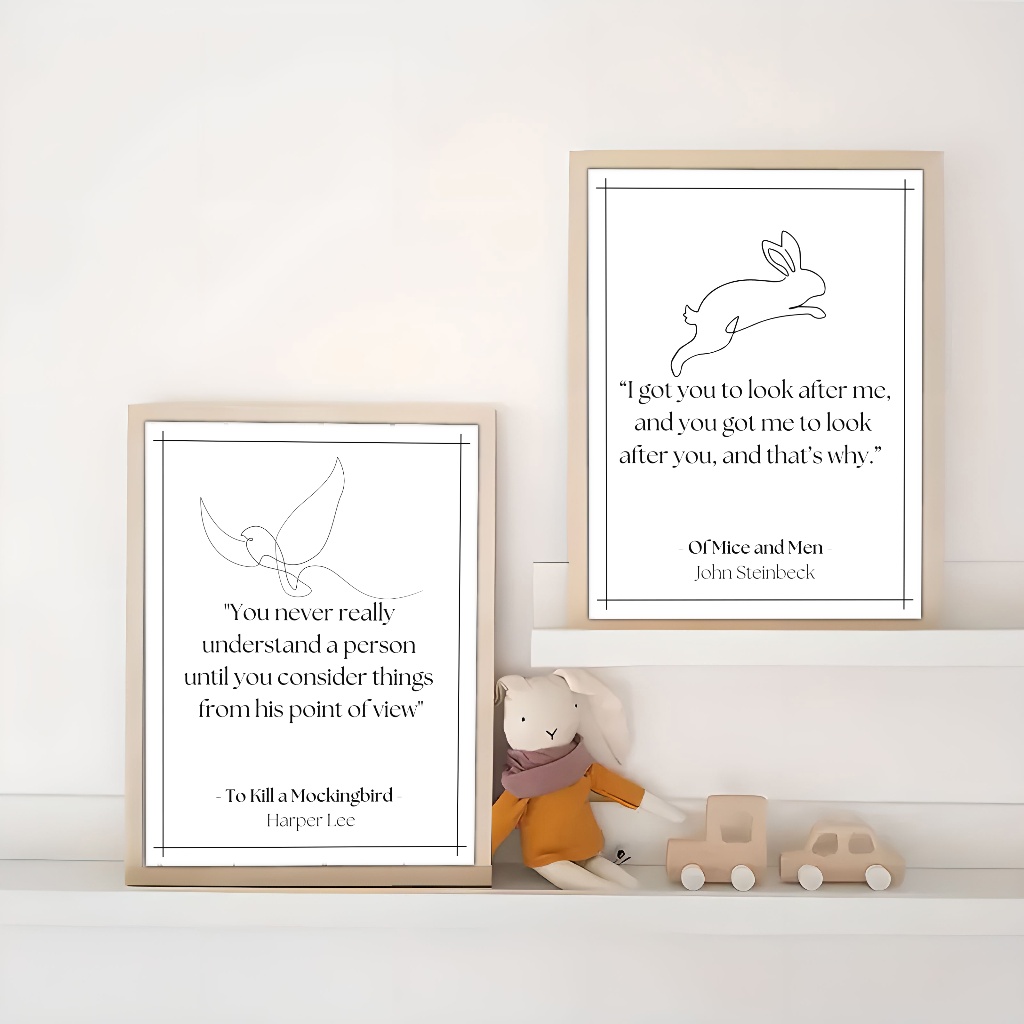 "You never really
understand a person
until you consider things
from his point of view"
- To Kill a Mockingbird -
Harper Lee
“I got you to look after me,
and you got me to look
after you, and that’s why.”
- Of Mice and Men -
John Steinbeck